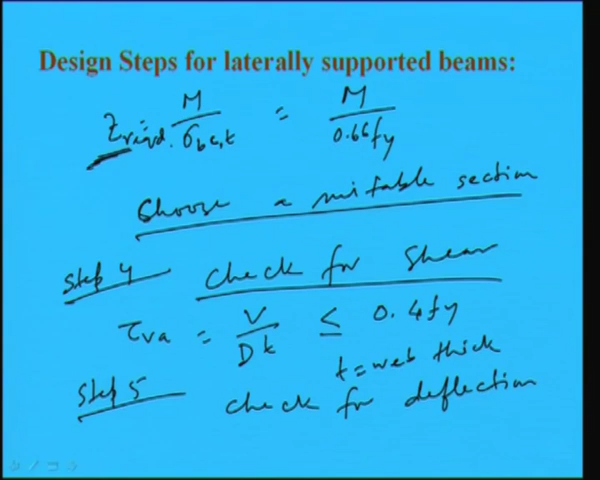 Design Steps for laterally supported beams:
Zreqd. = M / σbc,t = M / 0.66fy
Choose a suitable section
Step 4 Check for Shear
τva = V / Dt ≤ 0.4fy
t = web thick
Step 5 Check for deflection